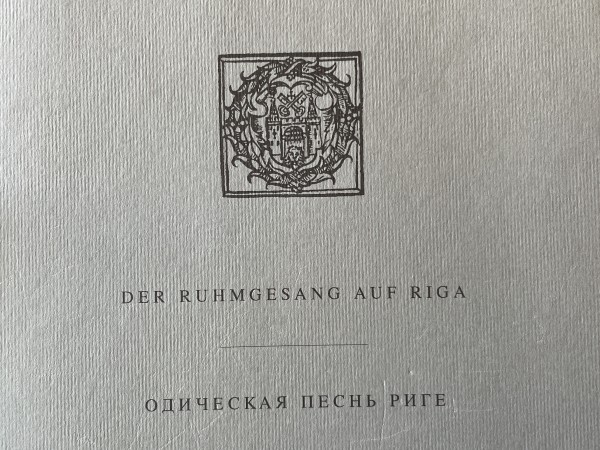 DER RUHMGESANG AUF RIGA
ОДИЧЕСКАЯ ПЕСНЬ РИГЕ